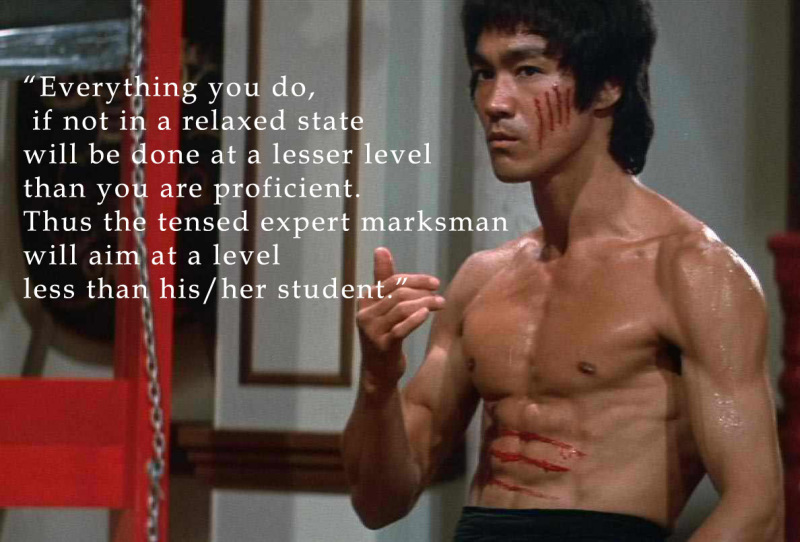 “Everything you do,
if not in a relaxed state
will be done at a lesser level
than you are proficient.
Thus the tensed expert marksman
will aim at a level
less than his/her student.”